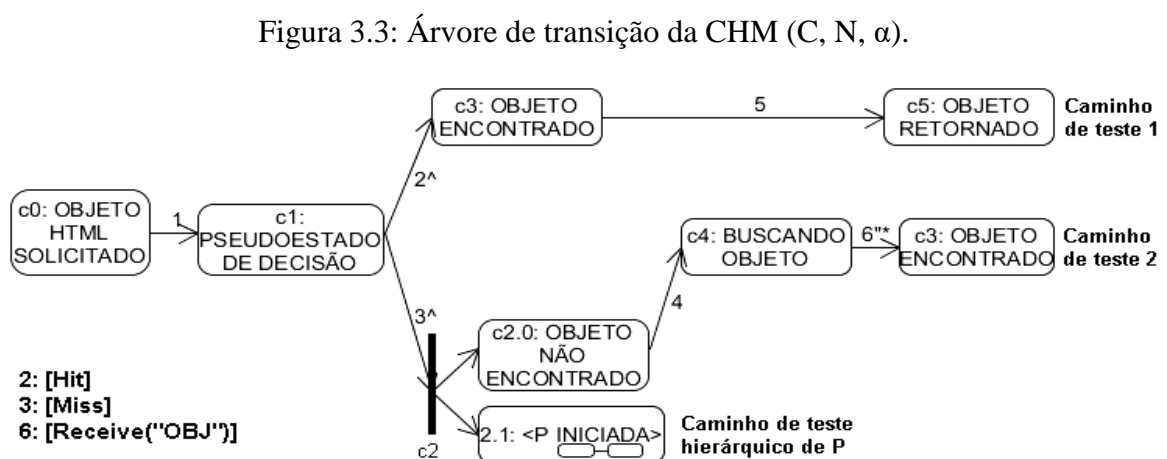 Figura 3.3: Árvore de transição da CHM (C, N, α).
c3: OBJETO
ENCONTRADO
5
c5: OBJETO
RETORNADO
Caminho
de teste 1
2^
c0: OBJETO
HTML
SOLICITADO
1
c1:
PSEUDOESTADO
DE DECISÃO
c4: BUSCANDO
OBJETO
6"*
c3: OBJETO
ENCONTRADO
Caminho
de teste 2
3^
4
c2.0: OBJETO
NÃO
ENCONTRADO
2: [Hit]
3: [Miss]
6: [Receive("OBJ")]
2.1: <P INICIADA>
Caminho de teste
hierárquico de P
c2